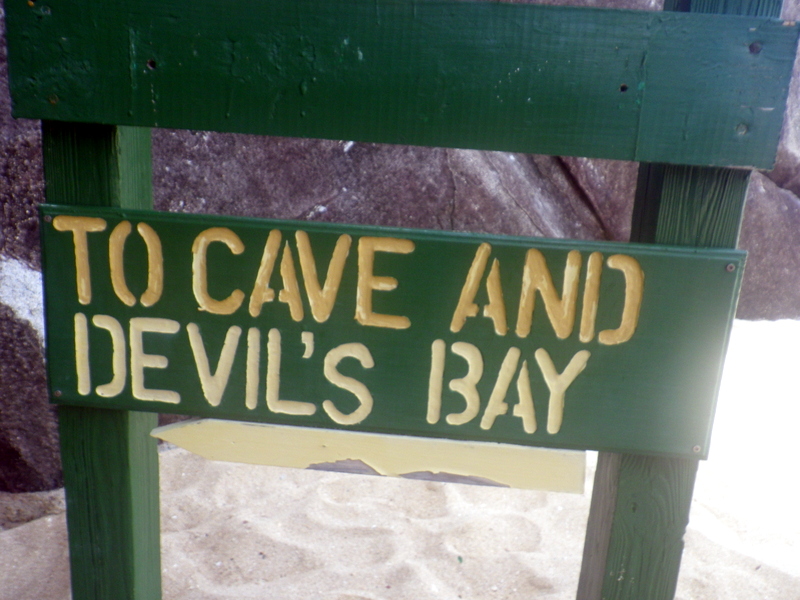 TO CAVE AND
DEVIL'S BAY